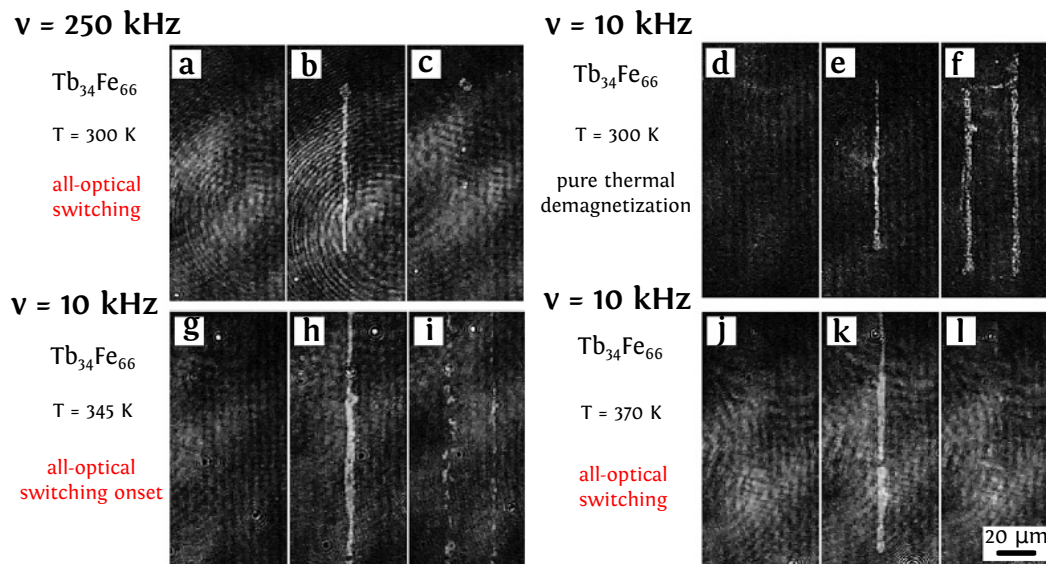 ν = 250 kHz
Tb₃₄Fe₆₆
T = 300 K
all-optical
switching
a
b
c
ν = 10 kHz
Tb₃₄Fe₆₆
T = 300 K
pure thermal
demagnetization
d
e
f
ν = 10 kHz
Tb₃₄Fe₆₆
T = 345 K
all-optical
switching onset
g
h
i
ν = 10 kHz
Tb₃₄Fe₆₆
T = 370 K
all-optical
switching
j
k
l
20 μm